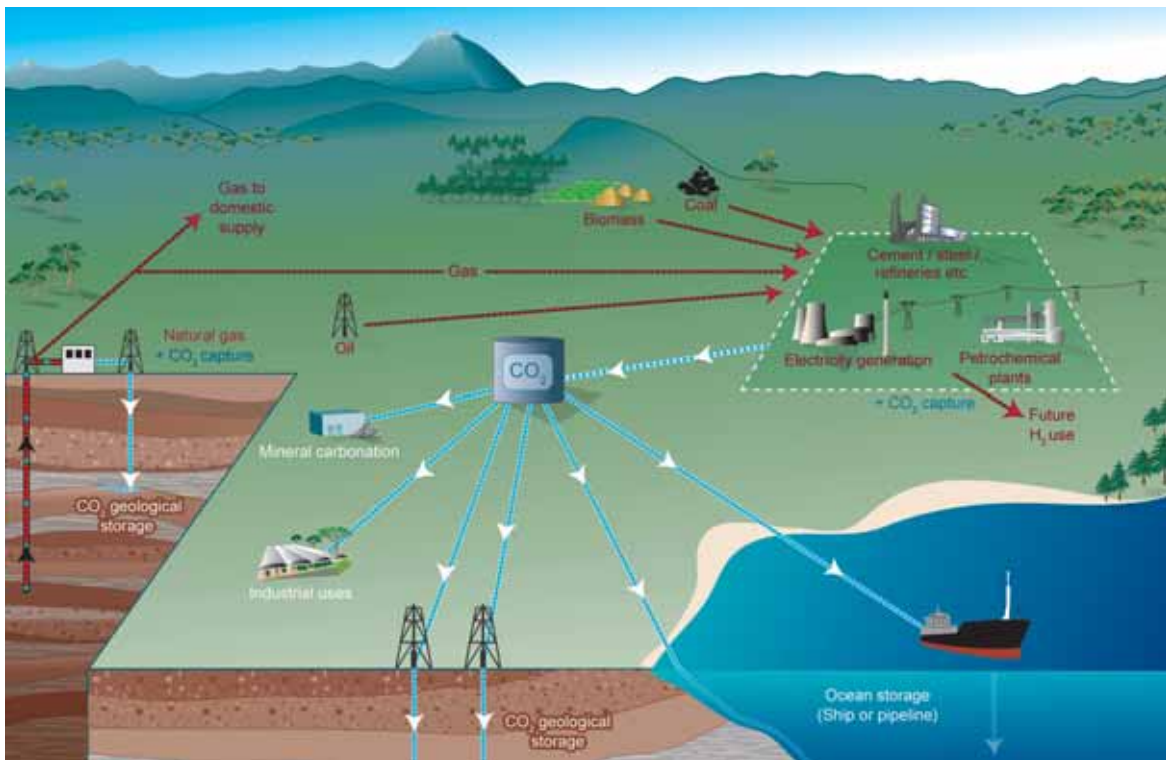 Gas to
domestic
supply
Biomass
Coal
Cement / steel /
refineries etc
Gas
Natural gas
+ CO₂ capture
Oil
Electricity generation
Petrochemical
plants
CO₂
+ CO₂ capture
Future
H₂ use
Mineral carbonation
CO₂ geological
storage
Industrial uses
Ocean storage
(Ship or pipeline)
CO₂ geological
storage